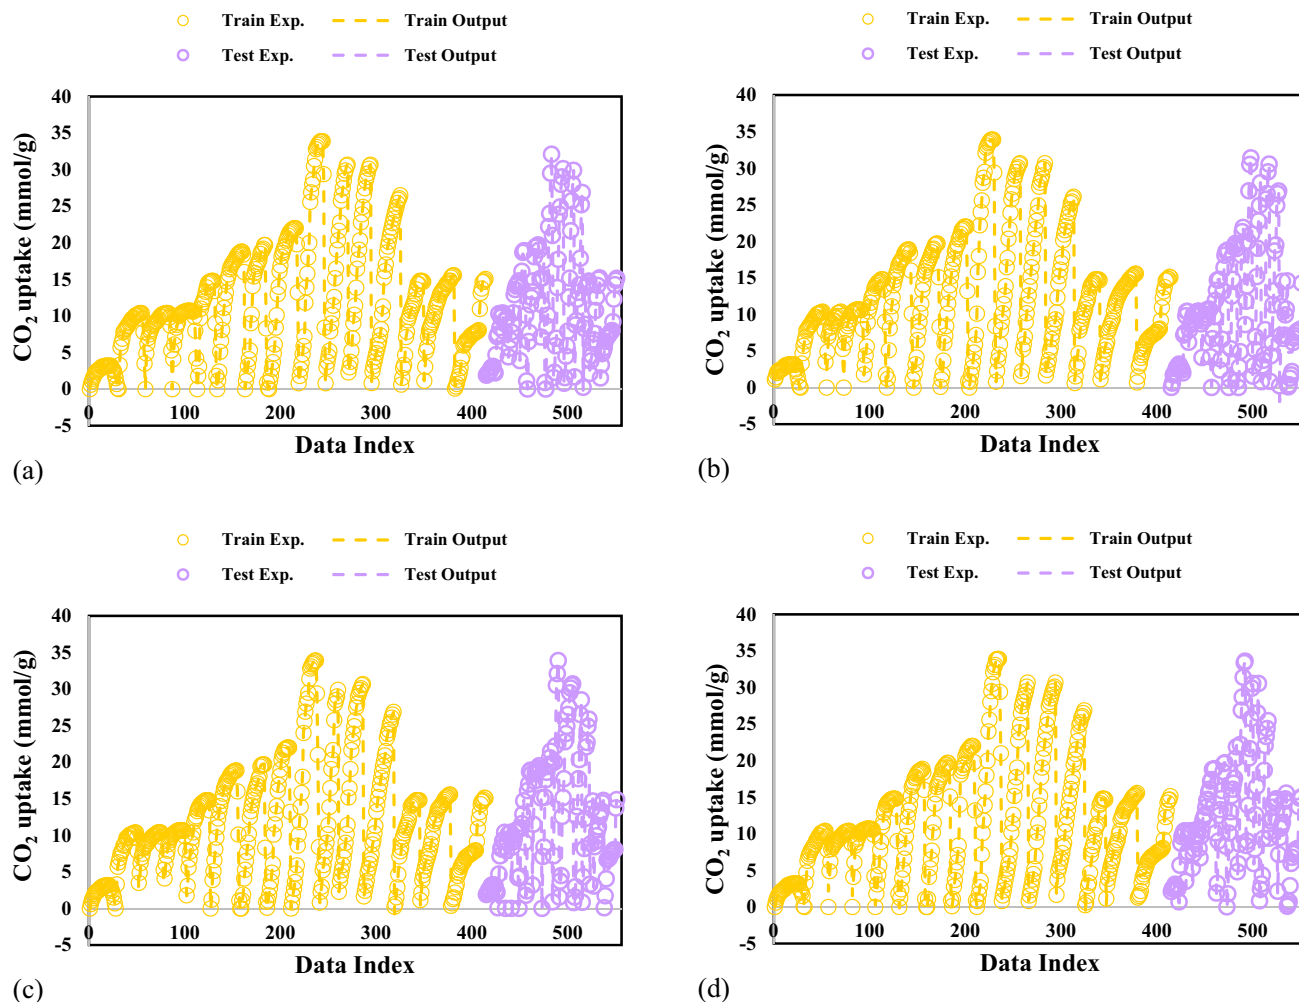 Train Exp. Train Output
Test Exp. Test Output
CO2 uptake (mmol/g)
40
35
30
25
20
15
10
5
0
-5
0 100 200 300 400 500
Data Index
(a)
Train Exp. Train Output
Test Exp. Test Output
CO2 uptake (mmol/g)
40
35
30
25
20
15
10
5
0
-5
0 100 200 300 400 500
Data Index
(b)
Train Exp. Train Output
Test Exp. Test Output
CO2 uptake (mmol/g)
40
35
30
25
20
15
10
5
0
-5
0 100 200 300 400 500
Data Index
(c)
Train Exp. Train Output
Test Exp. Test Output
CO2 uptake (mmol/g)
40
35
30
25
20
15
10
5
0
-5
0 100 200 300 400 500
Data Index
(d)